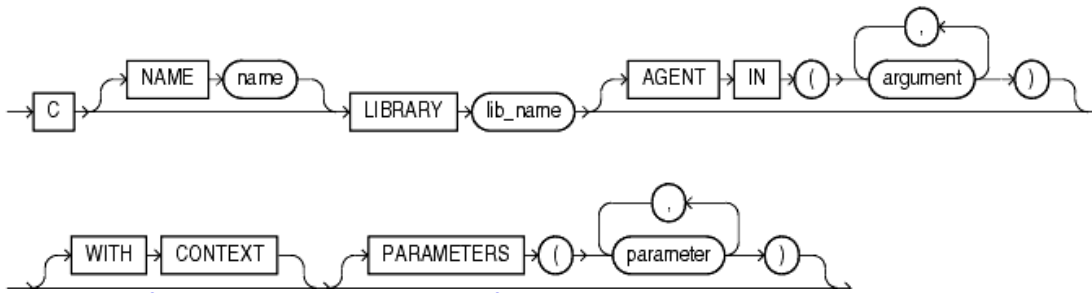 ,
NAME name AGENT IN ( argument )
C LIBRARY lib_name
,
WITH CONTEXT PARAMETERS ( parameter )